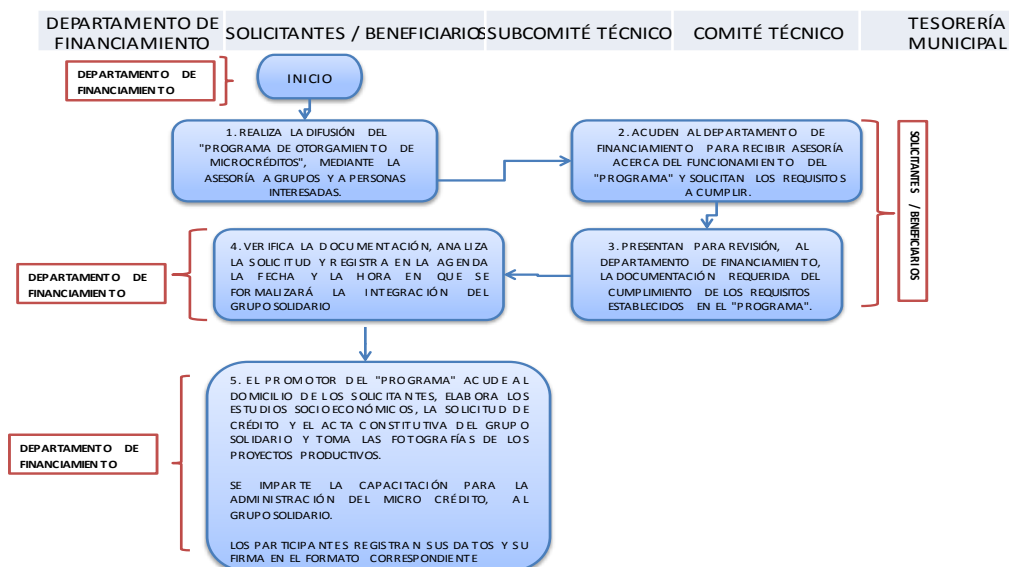 DEPARTAMENTO DE
FINANCIAMIENTO
SOLICITANTES / BENEFICIARIOS
SUBCOMITÉ TÉCNICO
COMITÉ TÉCNICO
TESORERÍA
MUNICIPAL
DEPARTAMENTO DE
FINANCIAMIENTO
INICIO
1. REALIZA LA DIFUSIÓN DEL
"PROGRAMA DE OTORGAMIENTO DE
MICROCRÉDITOS", MEDIANTE LA
ASESORÍA A GRUPOS Y A PERSONAS
INTERESADAS.
2. ACUDEN AL DEPARTAMENTO DE
FINANCIAMIENTO PARA RECIBIR ASESORÍA
ACERCA DEL FUNCIONAMIENTO DEL
"PROGRAMA" Y SOLICITAN LOS REQUISITOS
A CUMPLIR.
SOLICITANTES / BENEFICIARIOS
3. PRESENTAN PARA REVISIÓN, AL
DEPARTAMENTO DE FINANCIAMIENTO,
LA DOCUMENTACIÓN REQUERIDA DEL
CUMPLIMIENTO DE LOS REQUISITOS
ESTABLECIDOS EN EL "PROGRAMA".
DEPARTAMENTO DE
FINANCIAMIENTO
4. VERIFICA LA DOCUMENTACIÓN, ANALIZA
LA SOLICITUD Y REGISTRA EN LA AGENDA
LA FECHA Y LA HORA EN QUE SE
FORMALIZARÁ LA INTEGRACIÓN DEL
GRUPO SOLIDARIO
DEPARTAMENTO DE
FINANCIAMIENTO
5. EL PROMOTOR DEL "PROGRAMA" ACUDE AL
DOMICILIO DE LOS SOLICITANTES, ELABORA LOS
ESTUDIOS SOCIOECONÓMICOS, LA SOLICITUD DE
CRÉDITO Y EL ACTA CONSTITUTIVA DEL GRUPO
SOLIDARIO Y TOMA LAS FOTOGRAFÍAS DE LOS
PROYECTOS PRODUCTIVOS.
SE IMPARTE LA CAPACITACIÓN PARA LA
ADMINISTRACIÓN DEL MICRO CRÉDITO, AL
GRUPO SOLIDARIO.
LOS PARTICIPANTES REGISTRAN SUS DATOS Y SU
FIRMA EN EL FORMATO CORRESPONDIENTE